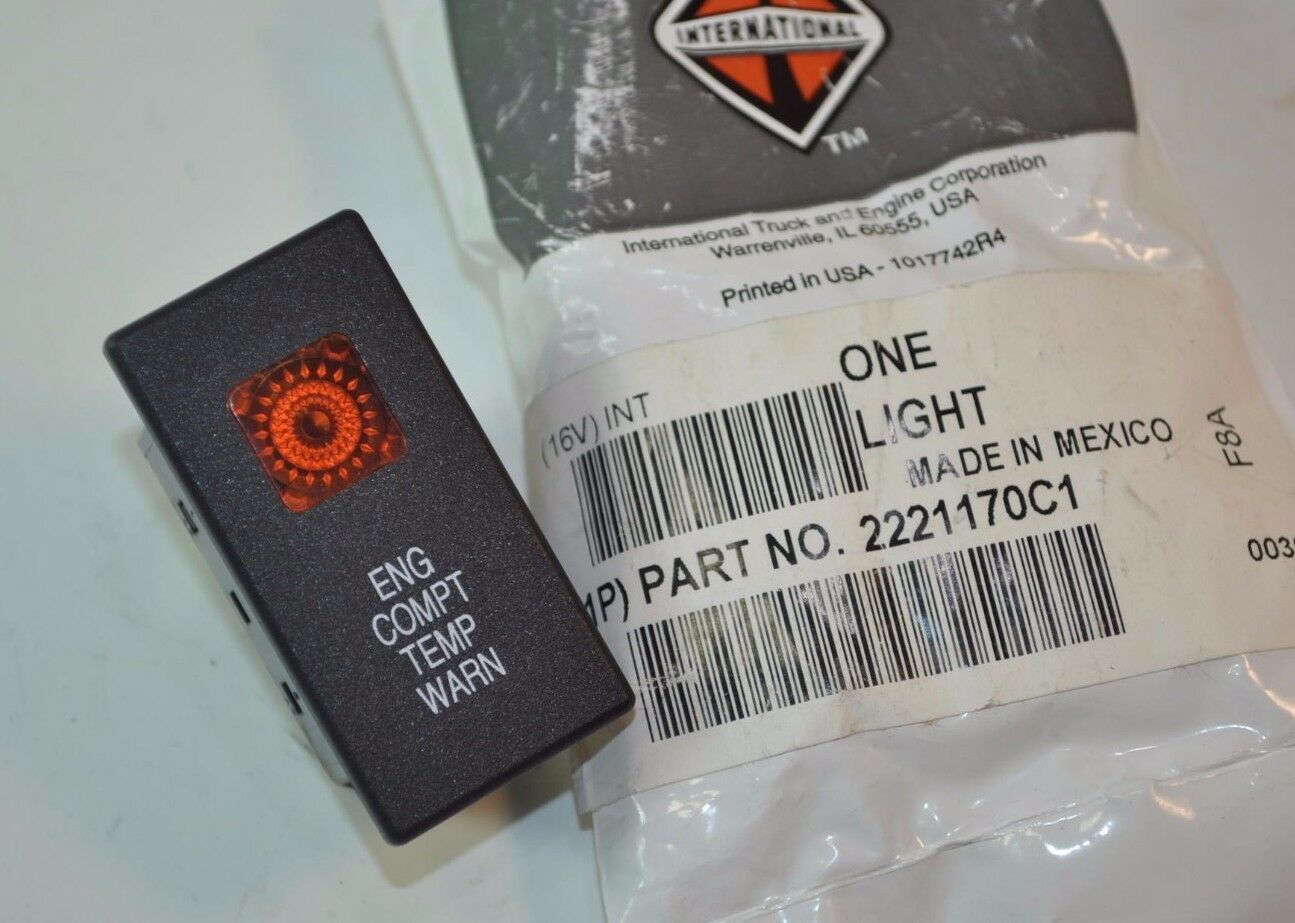 INTERNATIONAL
TM
International Truck and Engine Corporation
Warrenville, IL 60555, USA
Printed in USA - 1017742R4
(16V) INT
ONE
LIGHT
MADE IN MEXICO
F8A
1P) PART NO. 2221170C1
ENG
COMPT
TEMP
WARN